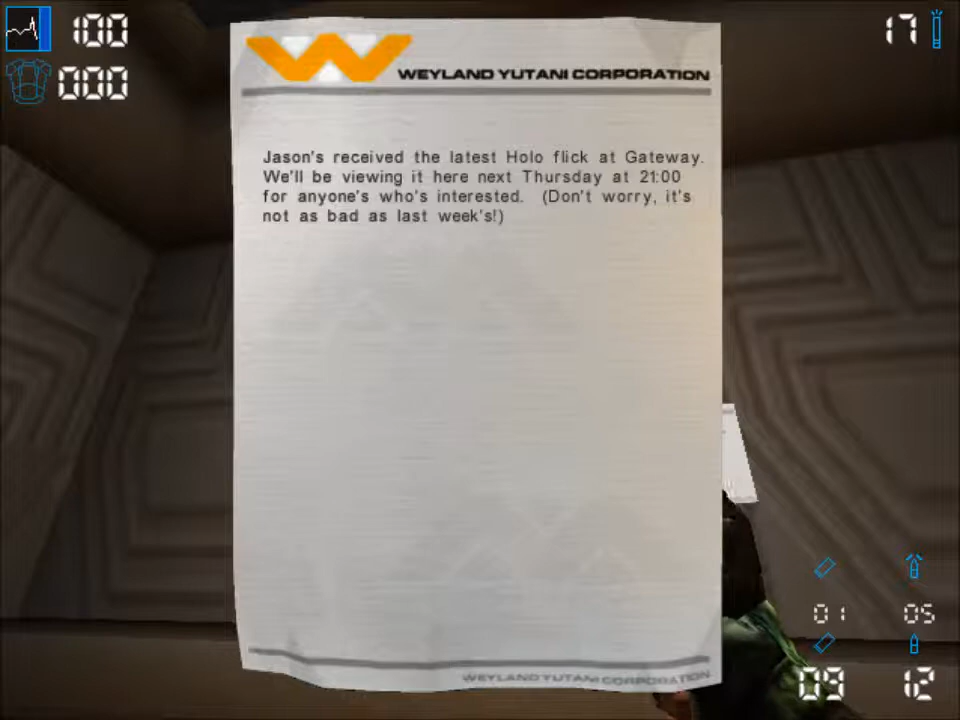 100
17
000
WEYLAND YUTANI CORPORATION
Jason's received the latest Holo flick at Gateway.
We'll be viewing it here next Thursday at 21:00
for anyone's who's interested.  (Don't worry, it's
not as bad as last week's!)
01 05
09 12
WEYLAND YUTANI CORPORATION